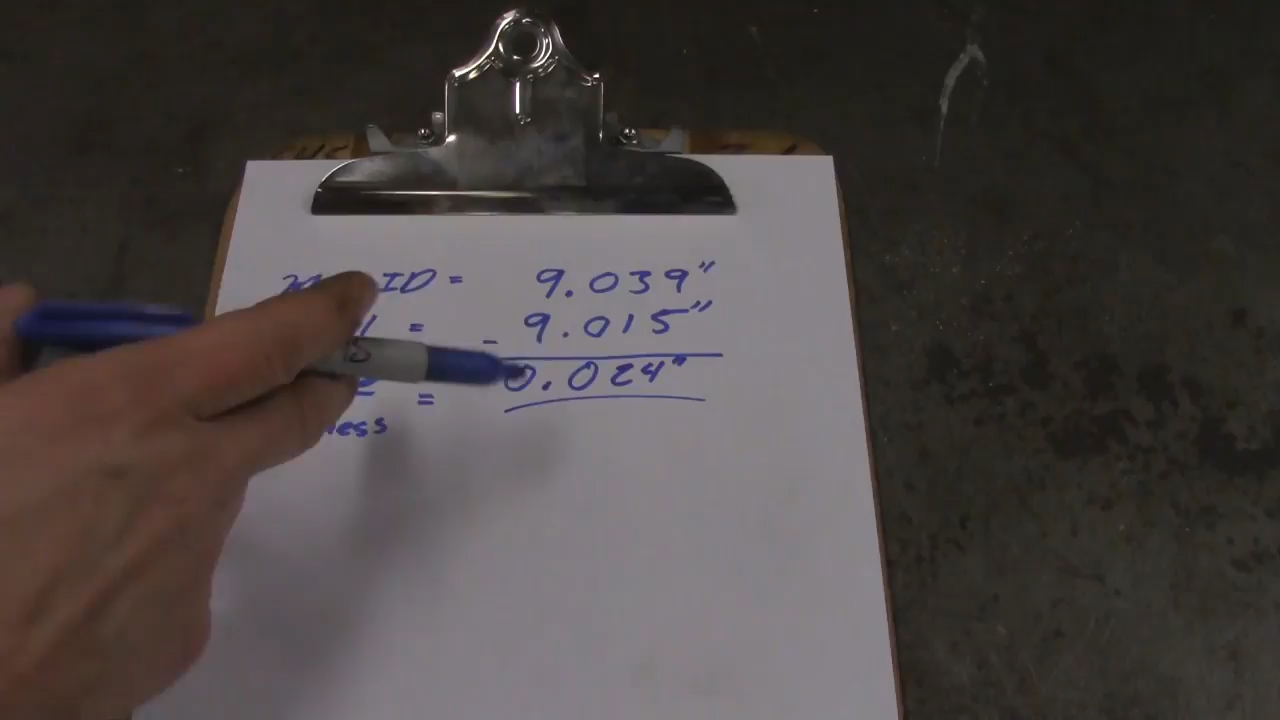 ID = 9.039"
= - 9.015"
= 0.024"
ness